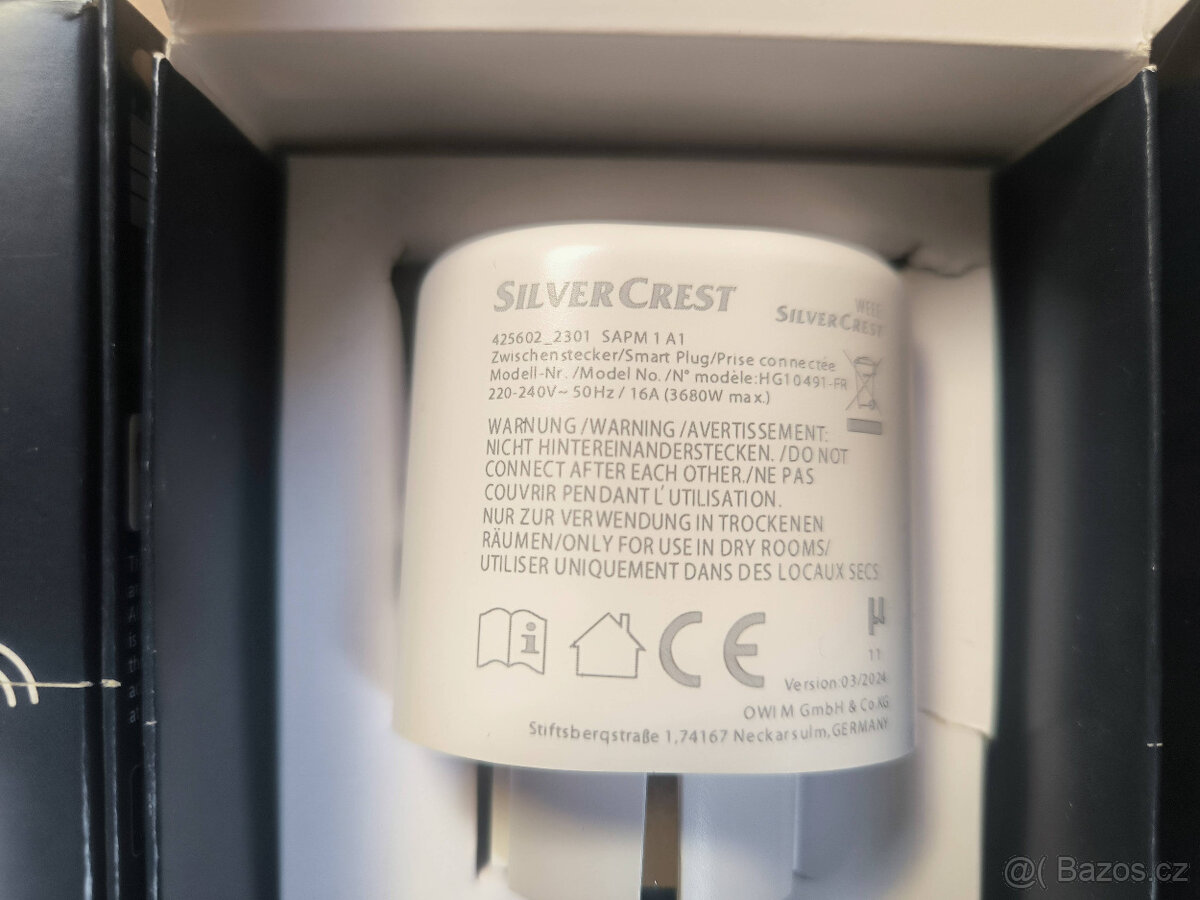 SILVERCREST
WEEE
SILVERCREST
425602_2301 SAPM 1 A1
Zwischenstecker/Smart Plug/Prise connectée
Modell-Nr. /Model No. /N° modèle:HG10491-FR
220-240V~ 50Hz / 16A (3680W max.)
WARNUNG /WARNING /AVERTISSEMENT:
NICHT HINTEREINANDERSTECKEN. /DO NOT
CONNECT AFTER EACH OTHER./NE PAS
COUVRIR PENDANT L'UTILISATION.
NUR ZUR VERWENDUNG IN TROCKENEN
RÄUMEN/ONLY FOR USE IN DRY ROOMS/
UTILISER UNIQUEMENT DANS DES LOCAUX SECS
i
CE
µ
11
Version:03/2024
OWIM GmbH & Co.KG
Stiftsbergstraße 1,74167 Neckarsulm,GERMANY
@( Bazos.cz